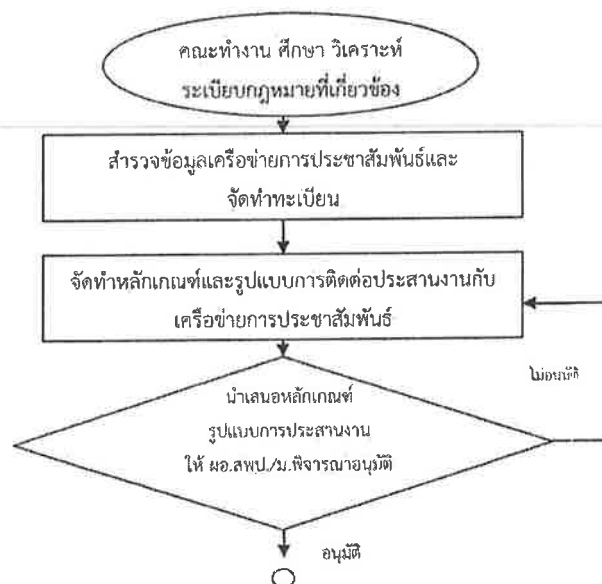 คณะทำงาน ศึกษา วิเคราะห์
ระเบียบกฎหมายที่เกี่ยวข้อง
สำรวจข้อมูลเครือข่ายการประชาสัมพันธ์และ
จัดทำทะเบียน
จัดทำหลักเกณฑ์และรูปแบบการติดต่อประสานงานกับ
เครือข่ายการประชาสัมพันธ์
ไม่อนุมัติ
นำเสนอหลักเกณฑ์
รูปแบบการประสานงาน
ให้ ผอ.สพป./ม.พิจารณาอนุมัติ
อนุมัติ